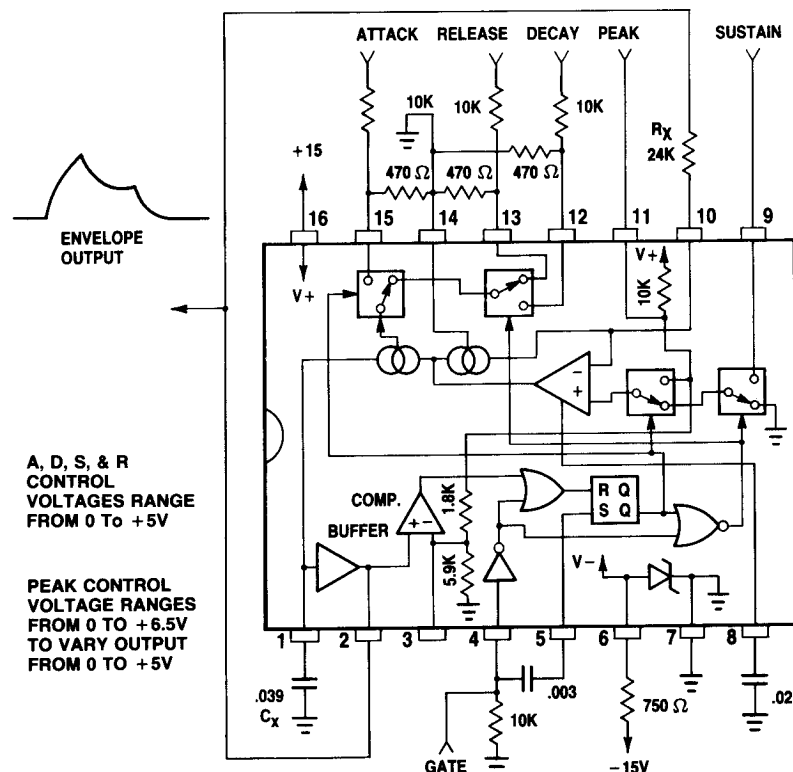 ATTACK RELEASE DECAY PEAK SUSTAIN
10K 10K 10K
RX
24K
+15
470 Ω 470 Ω 470 Ω
16 15 14 13 12 11 10 9
ENVELOPE
OUTPUT
V+ V+
10K
- +
A, D, S, & R
CONTROL
VOLTAGES RANGE
FROM 0 To +5V
COMP.
BUFFER
+ -
1.8K
5.9K
R Q
S Q
V-
PEAK CONTROL
VOLTAGE RANGES
FROM 0 TO +6.5V
TO VARY OUTPUT
FROM 0 TO +5V
1 2 3 4 5 6 7 8
.039
CX
.003
10K
750 Ω
.02
GATE
-15V